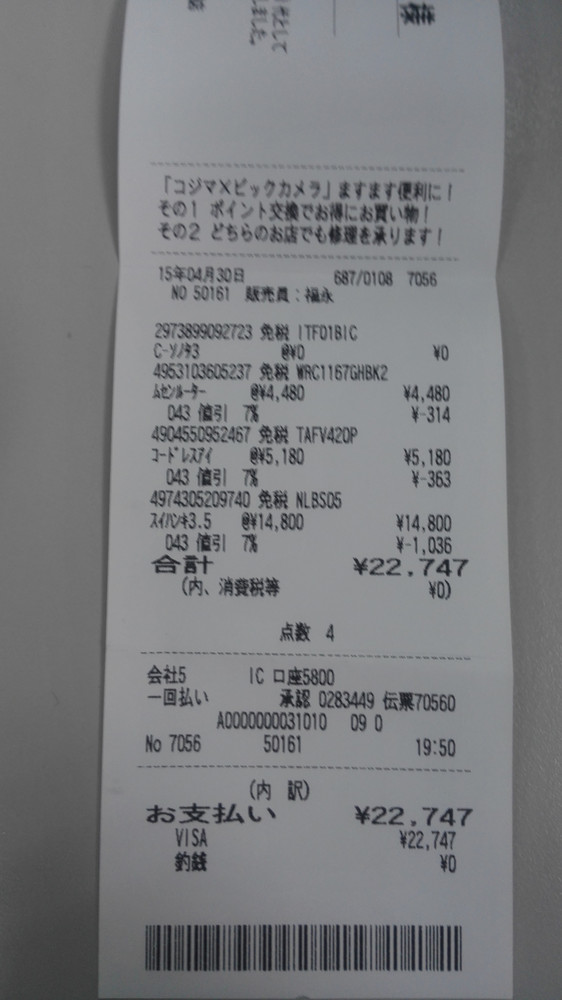 様
として
しました。
「コジマ×ビックカメラ」ますます便利に！
その1 ポイント交換でお得にお買い物！
その2 どちらのお店でも修理を承ります！
15年04月30日 687/0108 7056
NO 50161 販売員：福永
2973899092723 免税 ITF01BIC
C-ソノタ3 @¥0 ¥0
4953103605237 免税 WRC1167GHBK2
ムセンルーター @¥4,480 ¥4,480
043 値引 7% ¥-314
4904550952467 免税 TAFV420P
コードレスアイ @¥5,180 ¥5,180
043 値引 7% ¥-363
4974305209740 免税 NLBS05
スイハンキ3.5 @¥14,800 ¥14,800
043 値引 7% ¥-1,036
合計 ¥22,747
(内、消費税等 ¥0)
点数 4
会社5 IC 口座5800
一回払い 承認 0283449 伝票70560
A0000000031010 09 0
No 7056 50161 19:50
(内 訳)
お支払い ¥22,747
VISA ¥22,747
釣銭 ¥0